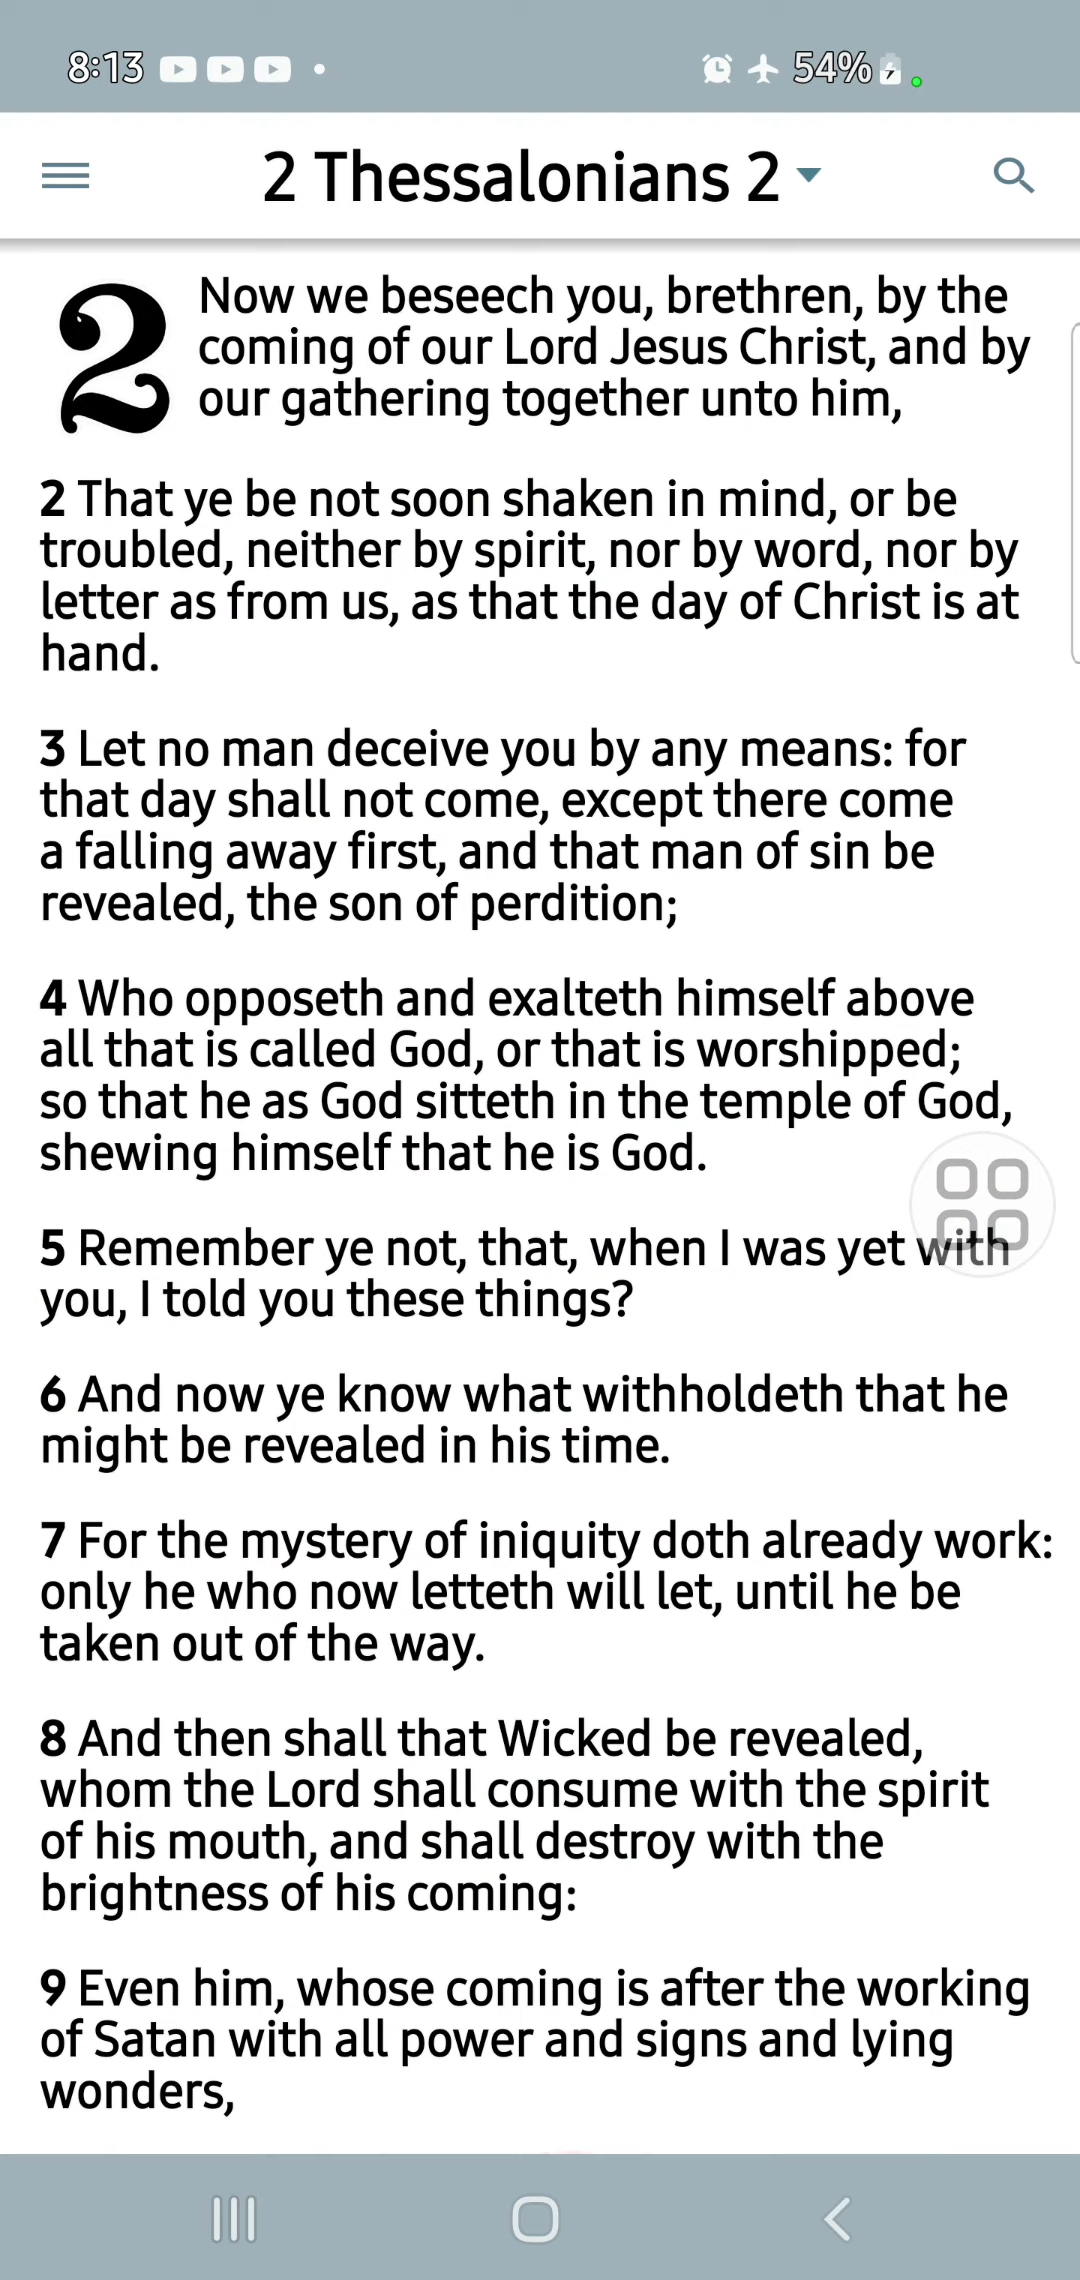 8:13
54%
2 Thessalonians 2
2 Now we beseech you, brethren, by the
coming of our Lord Jesus Christ, and by
our gathering together unto him,
2 That ye be not soon shaken in mind, or be
troubled, neither by spirit, nor by word, nor by
letter as from us, as that the day of Christ is at
hand.
3 Let no man deceive you by any means: for
that day shall not come, except there come
a falling away first, and that man of sin be
revealed, the son of perdition;
4 Who opposeth and exalteth himself above
all that is called God, or that is worshipped;
so that he as God sitteth in the temple of God,
shewing himself that he is God.
5 Remember ye not, that, when I was yet with
you, I told you these things?
6 And now ye know what withholdeth that he
might be revealed in his time.
7 For the mystery of iniquity doth already work:
only he who now letteth will let, until he be
taken out of the way.
8 And then shall that Wicked be revealed,
whom the Lord shall consume with the spirit
of his mouth, and shall destroy with the
brightness of his coming:
9 Even him, whose coming is after the working
of Satan with all power and signs and lying
wonders,